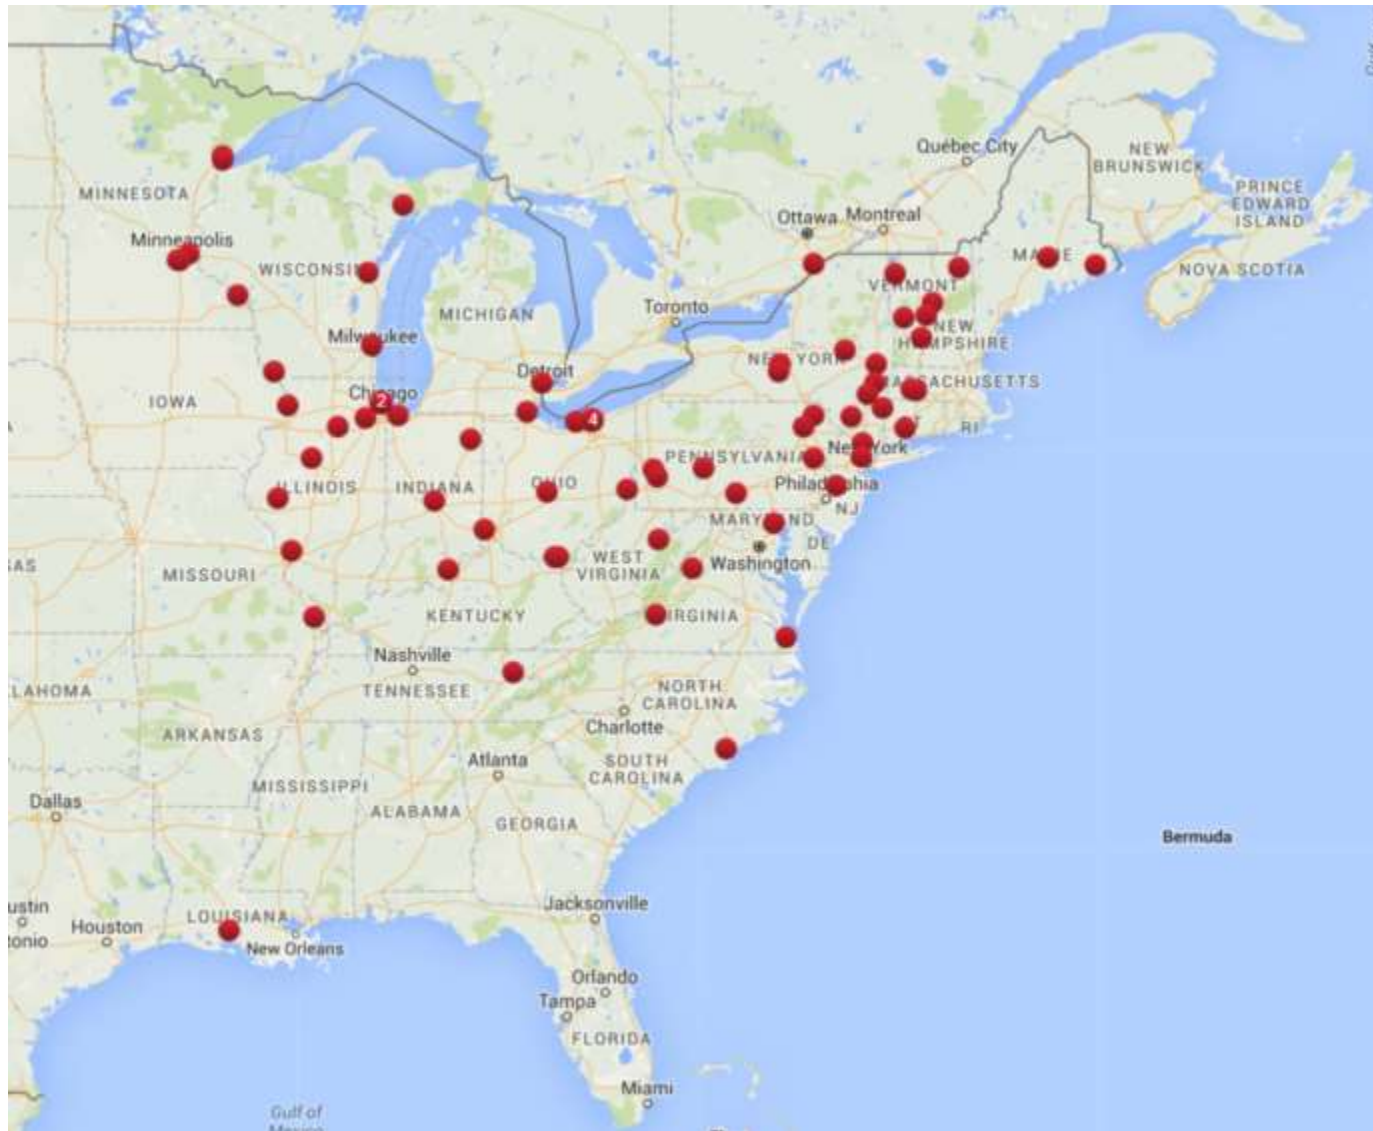 Québec City
NEW
BRUNSWICK
PRINCE
EDWARD
ISLAND
MINNESOTA
Ottawa
Montreal
Minneapolis
WISCONSIN
NOVA SCOTIA
VERMONT
MICHIGAN
Toronto
Milwaukee
NEW
HAMPSHIRE
NEW YORK
Detroit
MASSACHUSETTS
Chicago
2
IOWA
4
RI
New York
PENNSYLVANIA
ILLINOIS
INDIANA
OHIO
Philadelphia
NJ
MARYLAND
DE
Washington
WEST
VIRGINIA
MISSOURI
KENTUCKY
VIRGINIA
Nashville
TENNESSEE
LAHOMA
NORTH
CAROLINA
Charlotte
ARKANSAS
Atlanta
SOUTH
CAROLINA
MISSISSIPPI
Dallas
ALABAMA
GEORGIA
Bermuda
Jacksonville
ustin
LOUISIANA
Houston
tonio
New Orleans
Orlando
Tampa
FLORIDA
Miami
Gulf of